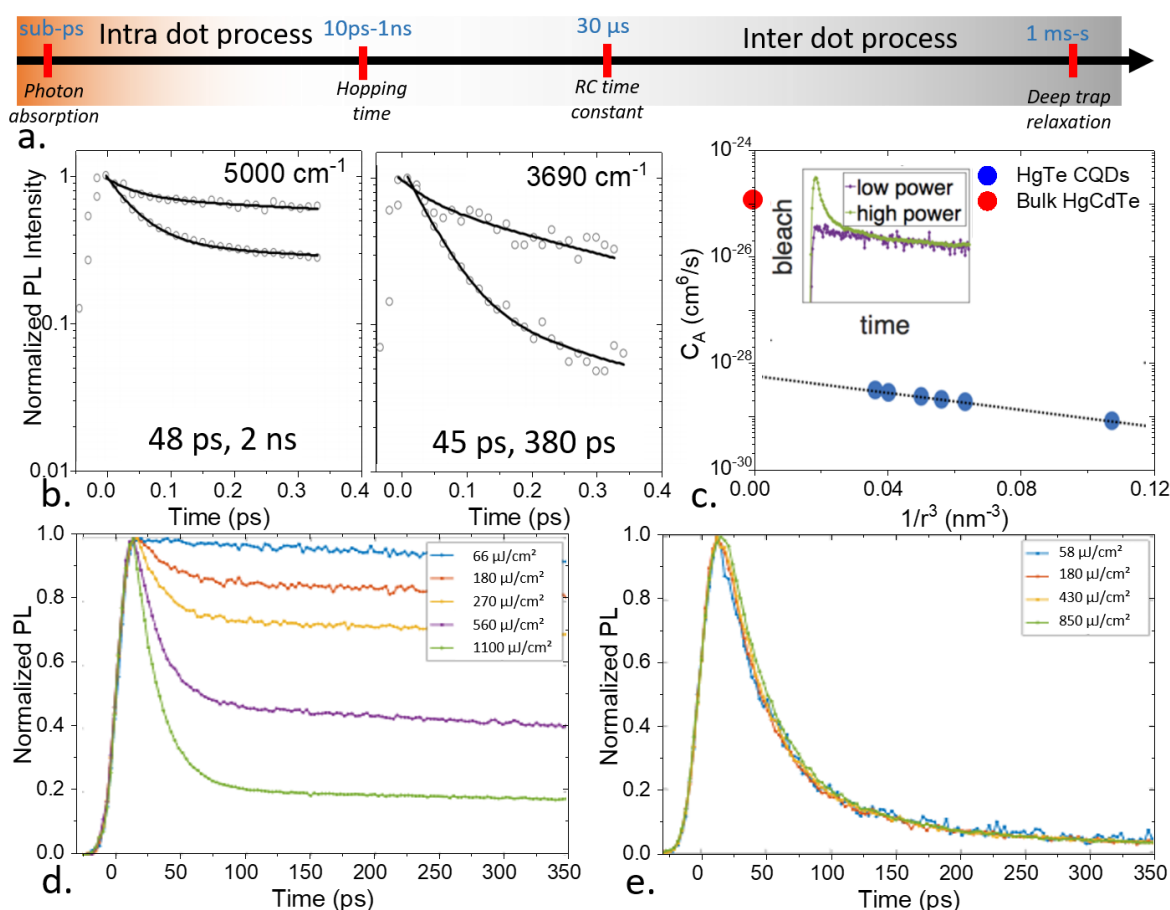 sub-ps
Intra dot process
10ps-1ns
30 µs
Inter dot process
1 ms-s
Photon
absorption
Hopping
time
RC time
constant
Deep trap
relaxation
a.
Normalized PL Intensity
1
0.1
0.01
5000 cm⁻¹
48 ps, 2 ns
0.0 0.1 0.2 0.3 0.4
Time (ps)
b.
3690 cm⁻¹
45 ps, 380 ps
0.0 0.1 0.2 0.3 0.4
Time (ps)
C_A (cm⁶/s)
10⁻²⁴
10⁻²⁶
10⁻²⁸
10⁻³⁰
HgTe CQDs
Bulk HgCdTe
low power
high power
bleach
time
0.00 0.04 0.08 0.12
1/r³ (nm⁻³)
c.
Normalized PL
1.0
0.8
0.6
0.4
0.2
0.0
66 µJ/cm²
180 µJ/cm²
270 µJ/cm²
560 µJ/cm²
1100 µJ/cm²
0 50 100 150 200 250 300 350
Time (ps)
d.
Normalized PL
1.0
0.8
0.6
0.4
0.2
0.0
58 µJ/cm²
180 µJ/cm²
430 µJ/cm²
850 µJ/cm²
0 50 100 150 200 250 300 350
Time (ps)
e.